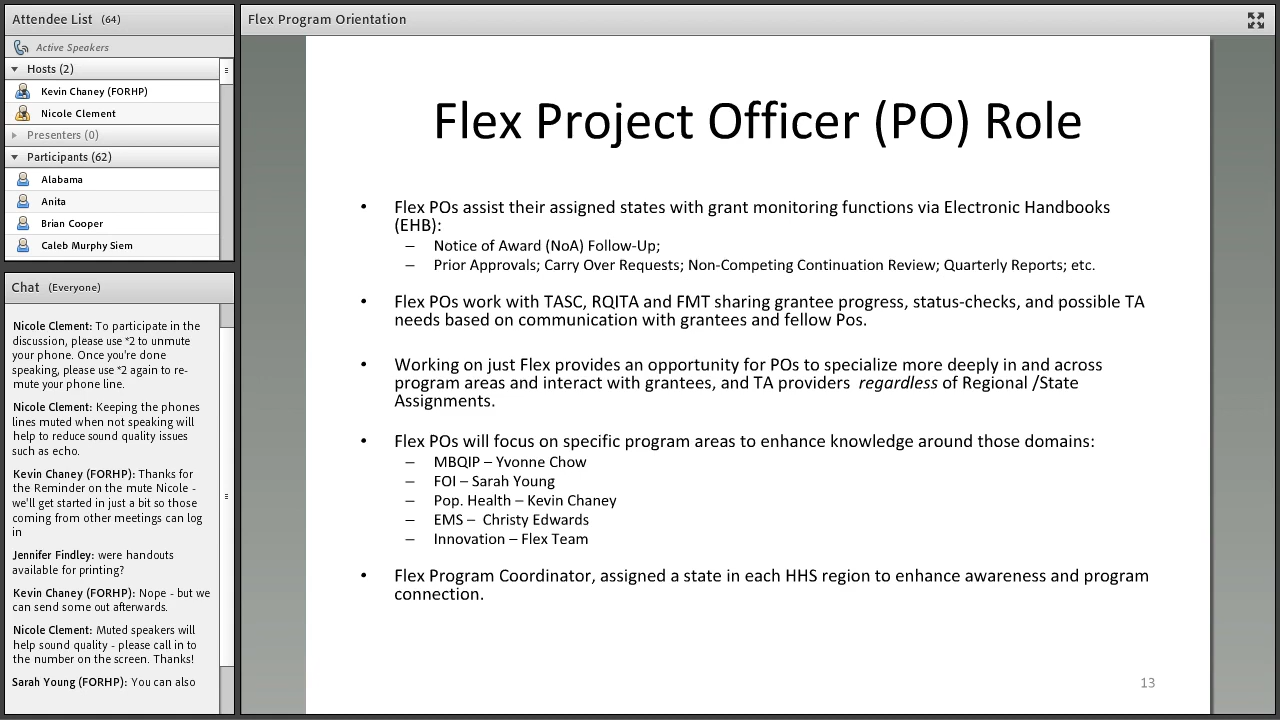 Attendee List (64)
Active Speakers
Hosts (2)
Kevin Chaney (FORHP)
Nicole Clement
Presenters (0)
Participants (62)
Alabama
Anita
Brian Cooper
Caleb Murphy Siem
Chat (Everyone)
Nicole Clement: To participate in the
discussion, please use *2 to unmute
your phone. Once you're done
speaking, please use *2 again to re-
mute your phone line.
Nicole Clement: Keeping the phones
lines muted when not speaking will
help to reduce sound quality issues
such as echo.
Kevin Chaney (FORHP): Thanks for
the Reminder on the mute Nicole -
we'll get started in just a bit so those
coming from other meetings can log
in
Jennifer Findley: were handouts
available for printing?
Kevin Chaney (FORHP): Nope - but we
can send some out afterwards.
Nicole Clement: Muted speakers will
help sound quality - please call in to
the number on the screen. Thanks!
Sarah Young (FORHP): You can also
Flex Program Orientation
Flex Project Officer (PO) Role
• Flex POs assist their assigned states with grant monitoring functions via Electronic Handbooks
(EHB):
– Notice of Award (NoA) Follow-Up;
– Prior Approvals; Carry Over Requests; Non-Competing Continuation Review; Quarterly Reports; etc.
• Flex POs work with TASC, RQITA and FMT sharing grantee progress, status-checks, and possible TA
needs based on communication with grantees and fellow Pos.
• Working on just Flex provides an opportunity for POs to specialize more deeply in and across
program areas and interact with grantees, and TA providers regardless of Regional /State
Assignments.
• Flex POs will focus on specific program areas to enhance knowledge around those domains:
– MBQIP – Yvonne Chow
– FOI – Sarah Young
– Pop. Health – Kevin Chaney
– EMS – Christy Edwards
– Innovation – Flex Team
• Flex Program Coordinator, assigned a state in each HHS region to enhance awareness and program
connection.
13